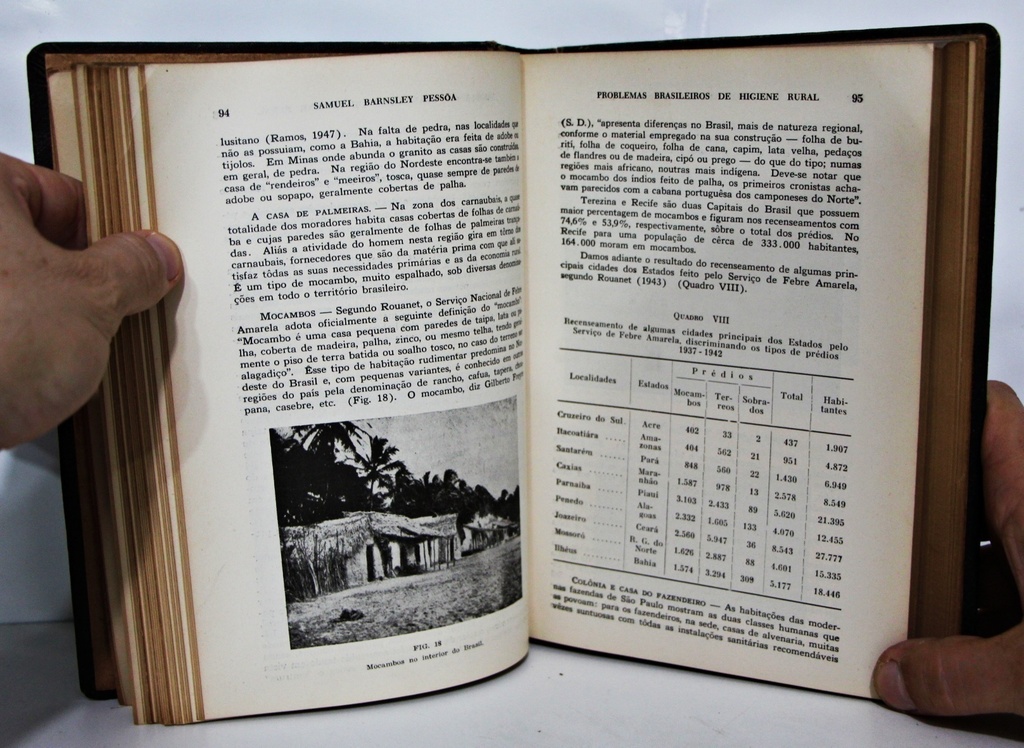 94
SAMUEL BARNSLEY PESSÔA
lusitano (Ramos, 1947). Na falta de pedra, nas localidades que
não as possuiam, como a Bahia, a habitação era feita de adobe ou
tijolos. Em Minas onde abunda o granito as casas são construídas,
em geral, de pedra. Na região do Nordeste encontra-se também a
casa de "rendeiros" e "meeiros", tosca, quase sempre de paredes de
adobe ou sopapo, geralmente cobertas de palha.
A CASA DE PALMEIRAS. — Na zona dos carnaubais, a quase
totalidade dos moradores habita casas cobertas de folhas de carnaú-
ba e cujas paredes são geralmente de folhas de palmeiras trança-
das. Aliás a atividade do homem nesta região gira em tôrno dos
carnaubais, fornecedores que são da matéria prima com que
tisfaz tôdas as suas necessidades primárias e as da economia rural.
É um tipo de mocambo, muito espalhado, sob diversas denomina-
ções em todo o território brasileiro.
MOCAMBOS — Segundo Rouanet, o Serviço Nacional de Febre
Amarela adota oficialmente a seguinte definição do "mocambo"
"Mocambo é uma casa pequena com paredes de taipa, lata ou pa-
lha, coberta de madeira, palha, zinco, ou mesmo telha, tendo geral-
mente o piso de terra batida ou soalho tosco, no caso do terreno ser
alagadiço". Êsse tipo de habitação rudimentar predomina no Nor-
deste do Brasil e, com pequenas variantes, é conhecido em outras
regiões do país pela denominação de rancho, cafua, tapera, chou-
pana, casebre, etc. (Fig. 18). O mocambo, diz Gilberto Freyre
FIG. 18
Mocambos no interior do Brasil.
PROBLEMAS BRASILEIROS DE HIGIENE RURAL
95
(S. D.), "apresenta diferenças no Brasil, mais de natureza regional,
conforme o material empregado na sua construção — folha de bu-
riti, folha de coqueiro, folha de cana, capim, lata velha, pedaços
de flandres ou de madeira, cipó ou prego — do que do tipo; numas
regiões mais africano, noutras mais indígena. Deve-se notar que
o mocambo dos índios feito de palha, os primeiros cronistas acha-
vam parecidos com a cabana portuguêsa dos camponeses do Norte".
Terezina e Recife são duas Capitais do Brasil que possuem
maior percentagem de mocambos e figuram nos recenseamentos com
74,6% e 53,9%, respectivamente, sôbre o total dos prédios. No
Recife para uma população de cêrca de 333.000 habitantes,
164.000 moram em mocambos.
Damos adiante o resultado do recenseamento de algumas prin-
cipais cidades dos Estados feito pelo Serviço de Febre Amarela,
segundo Rouanet (1943) (Quadro VIII).
QUADRO VIII
Recenseamento de algumas cidades principais dos Estados pelo
Serviço de Febre Amarela, discriminando os tipos de prédios
1937-1942
Localidades Estados Prédios Total Habi-tantes
Mocam-bos Ter-reos Sobra-dos
Cruzeiro do Sul. Acre 402 33 2 437 1.907
Itacoatiára ..... Ama-zonas 404 562 21 951 4.872
Santarém ...... Pará 848 560 22 1.430 6.949
Caxias ........ Mara-nhão 1.587 978 13 2.578 8.549
Parnaíba ...... Piauí 3.103 2.433 89 5.620 21.395
Penedo ........ Ala-goas 2.332 1.605 133 4.070 12.455
Joazeiro ....... Ceará 2.560 5.947 36 8.543 27.777
Mossoró ....... R. G. do Norte 1.626 2.887 88 4.601 15.335
Ilhéus ......... Bahia 1.574 3.294 309 5.177 18.446
COLÔNIA E CASA DO FAZENDEIRO — As habitações das moder-
nas fazendas de São Paulo mostram as duas classes humanas que
as povoam: para os fazendeiros, na sede, casas de alvenaria, muitas
vêzes suntuosas com tôdas as instalações sanitárias recomendáveis